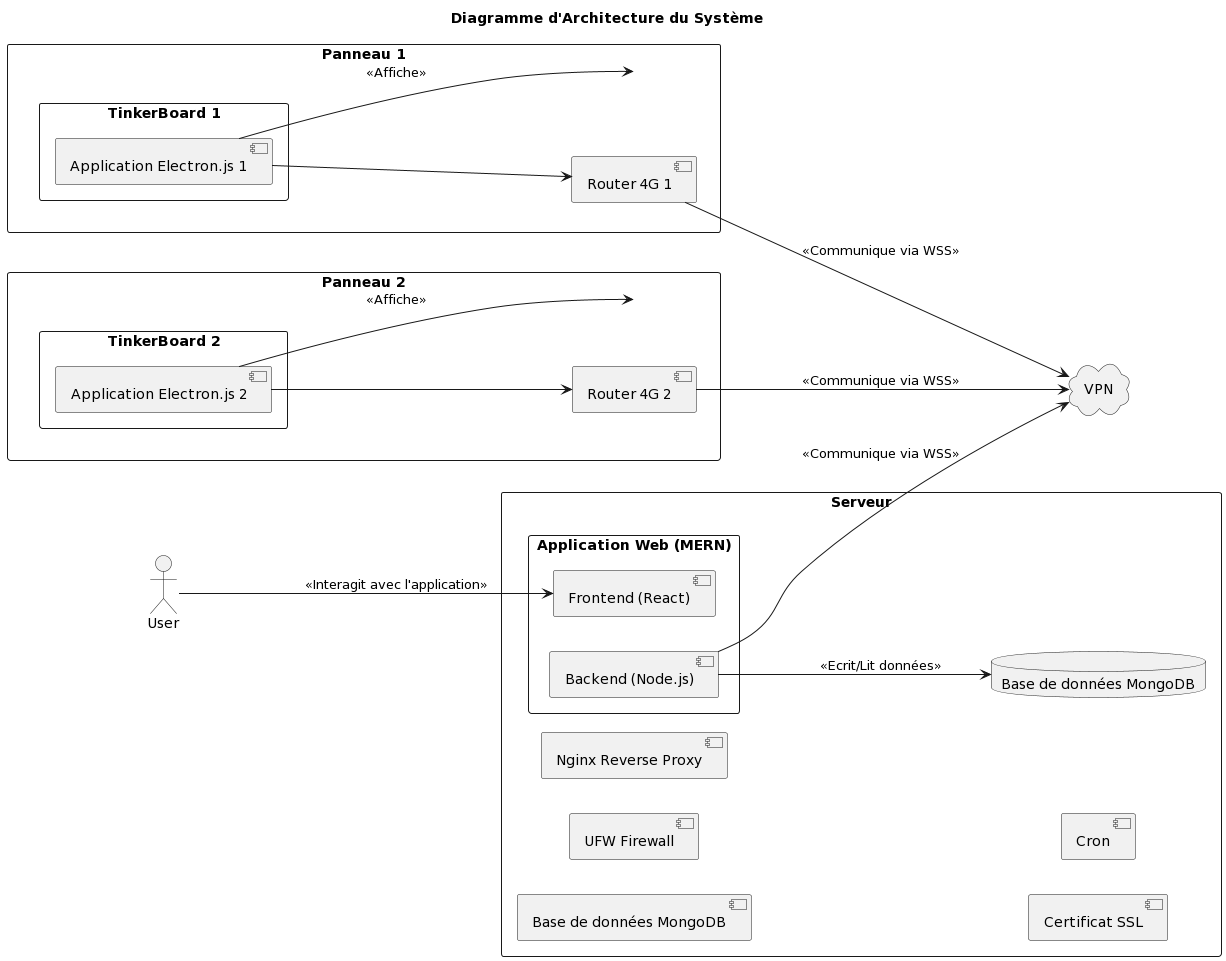 Diagramme d'Architecture du Système
Panneau 1
«Affiche»
TinkerBoard 1
Application Electron.js 1
Router 4G 1
«Communique via WSS»
Panneau 2
«Affiche»
TinkerBoard 2
Application Electron.js 2
Router 4G 2
«Communique via WSS»
VPN
«Communique via WSS»
Serveur
Application Web (MERN)
«Interagit avec l'application»
Frontend (React)
User
Backend (Node.js)
«Ecrit/Lit données»
Base de données MongoDB
Nginx Reverse Proxy
UFW Firewall
Cron
Base de données MongoDB
Certificat SSL